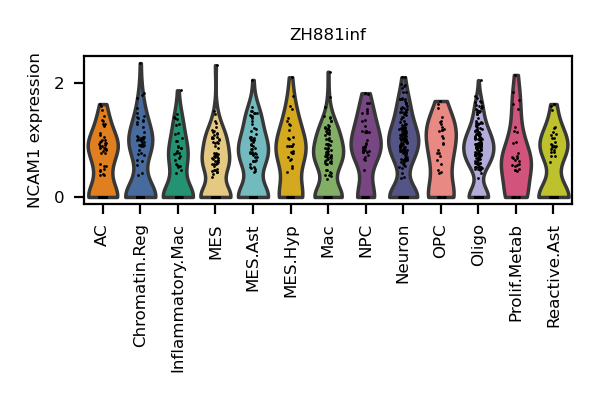 ZH881inf
NCAM1 expression
2
0
AC
Chromatin.Reg
Inflammatory.Mac
MES
MES.Ast
MES.Hyp
Mac
NPC
Neuron
OPC
Oligo
Prolif.Metab
Reactive.Ast